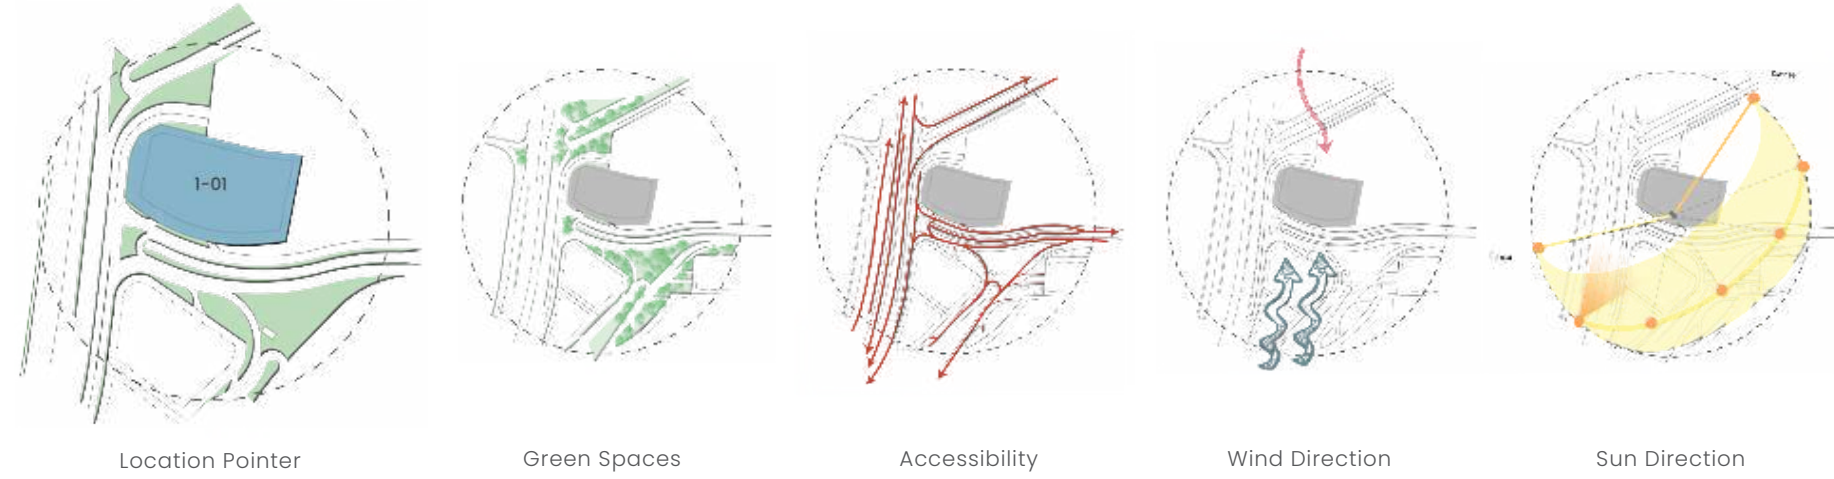 1-01
Location Pointer
Green Spaces
Accessibility
Wind Direction
Sun Direction